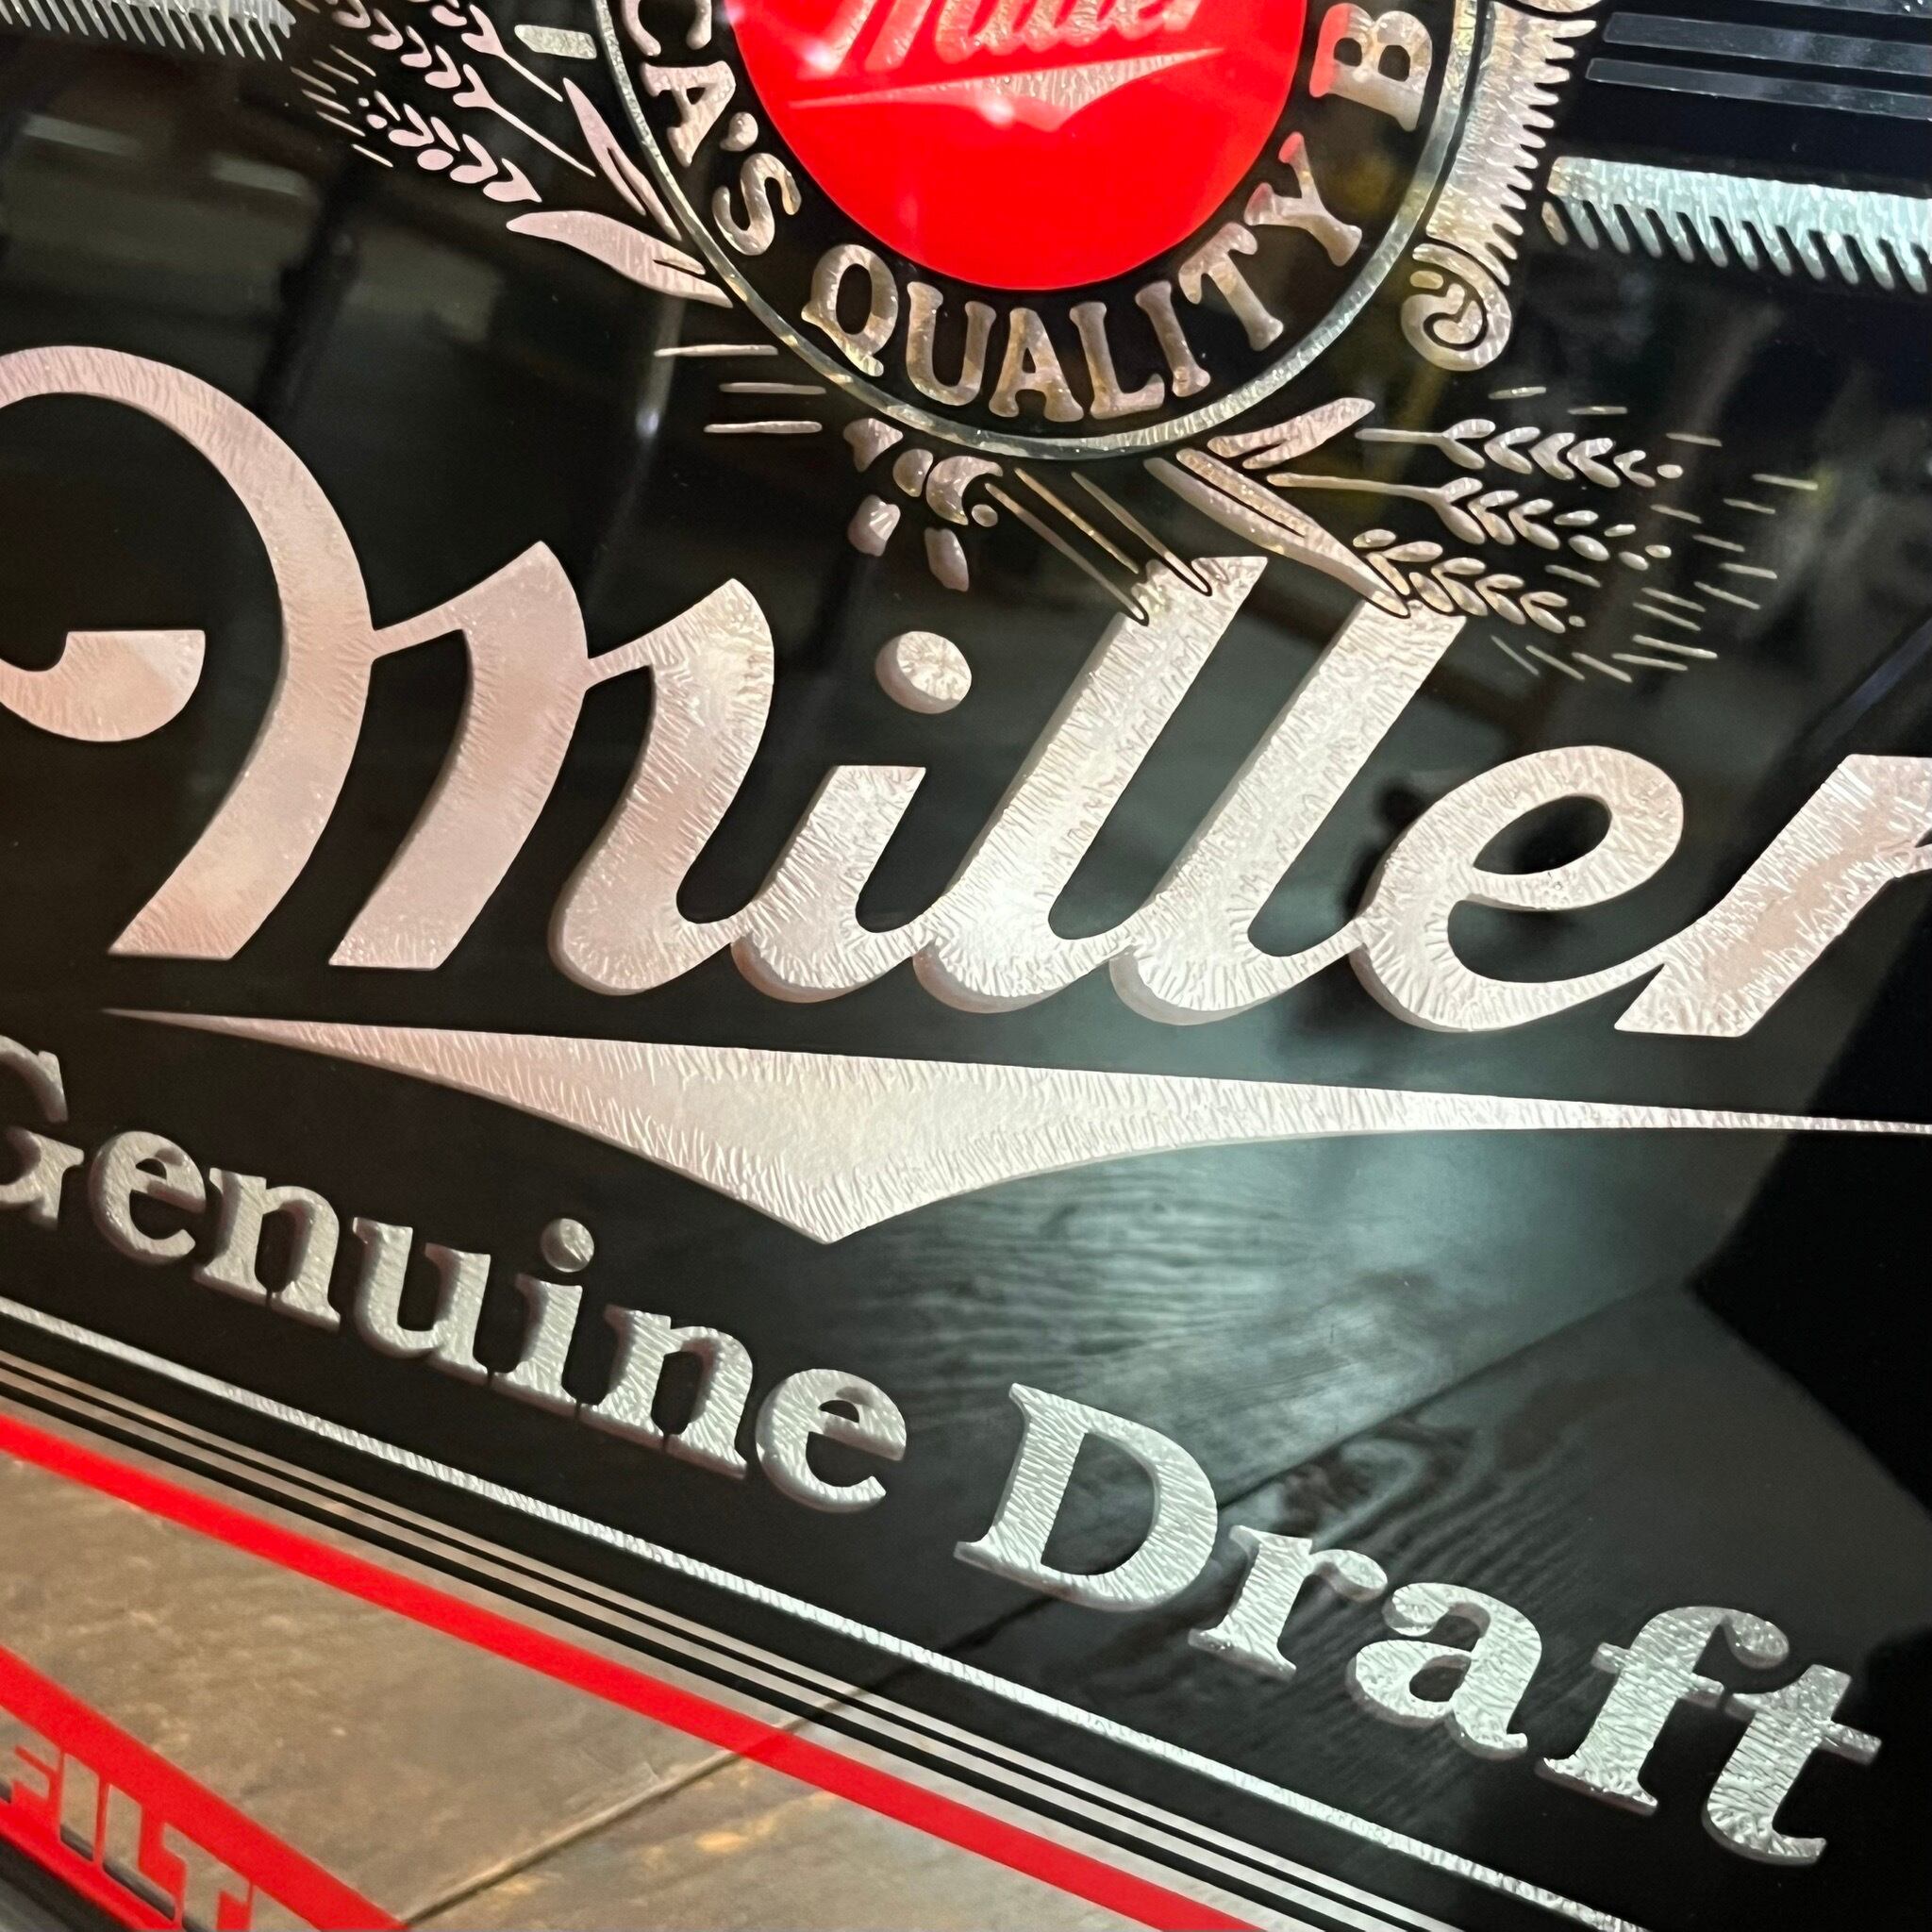 Miller
CA'S QUALITY B
Miller
Genuine Draft
FILT